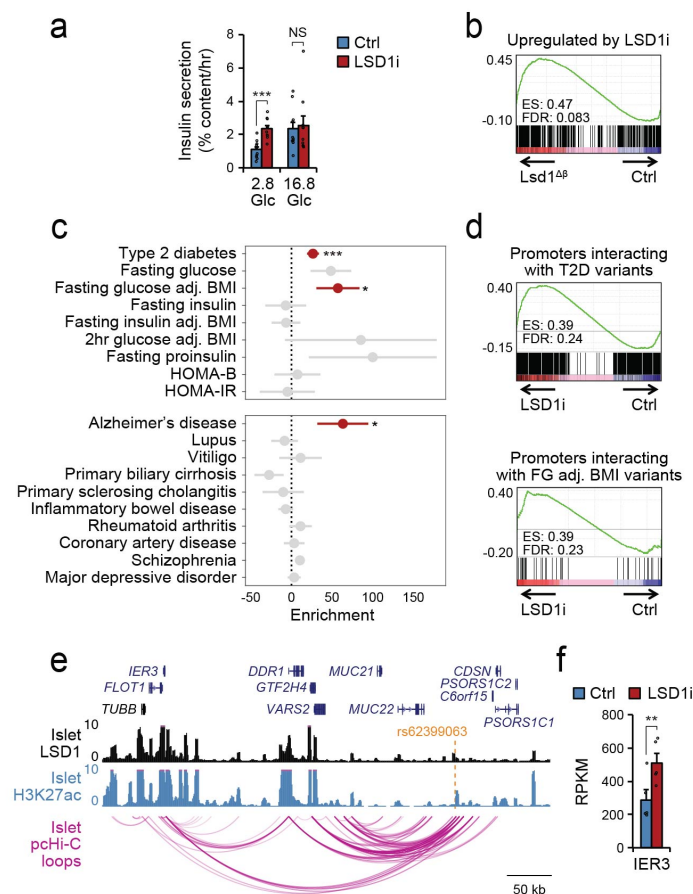 a
Insulin secretion
(% content/hr)
8
6
4
2
0
NS
***
Ctrl
LSD1i
2.8 16.8
Glc Glc
b
Upregulated by LSD1i
0.45
ES: 0.47
FDR: 0.083
-0.10
Lsd1Δβ Ctrl
c
Type 2 diabetes ***
Fasting glucose
Fasting glucose adj. BMI *
Fasting insulin
Fasting insulin adj. BMI
2hr glucose adj. BMI
Fasting proinsulin
HOMA-B
HOMA-IR
Alzheimer's disease *
Lupus
Vitiligo
Primary biliary cirrhosis
Primary sclerosing cholangitis
Inflammatory bowel disease
Rheumatoid arthritis
Coronary artery disease
Schizophrenia
Major depressive disorder
-50 0 50 100 150
Enrichment
d
Promoters interacting
with T2D variants
0.40
ES: 0.39
FDR: 0.24
-0.15
LSD1i Ctrl
Promoters interacting
with FG adj. BMI variants
0.40
ES: 0.39
FDR: 0.23
-0.20
LSD1i Ctrl
e
IER3 DDR1 MUC21 CDSN
FLOT1 GTF2H4 PSORS1C2
C6orf15
TUBB VARS2 MUC22
PSORS1C1
rs62399063
Islet
LSD1
10
0
Islet
H3K27ac
10
0
Islet
pcHi-C
loops
50 kb
f
Ctrl
LSD1i
RPKM
800
600
400
200
0
**
IER3